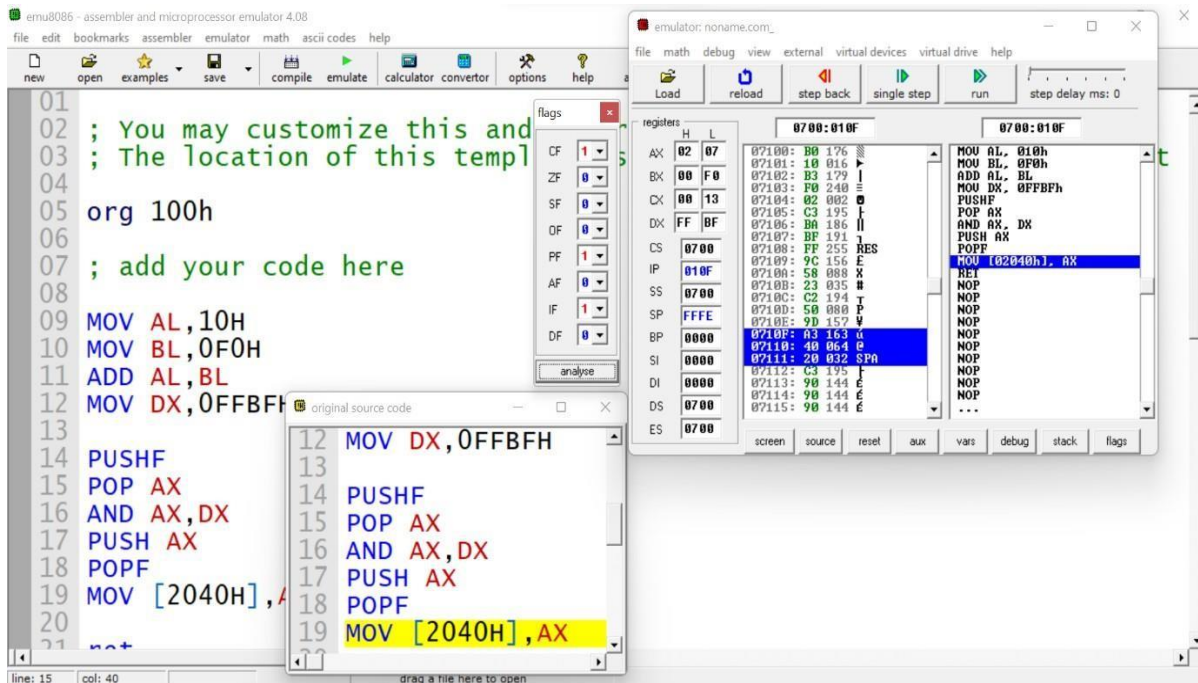 emu8086 - assembler and microprocessor emulator 4.08
file edit bookmarks assembler emulator math ascii codes help
new open examples save compile emulate calculator convertor options help
01
02 ; You may customize this and
03 ; The location of this templ
04
05 org 100h
06
07 ; add your code here
08
09 MOV AL,10H
10 MOV BL,0F0H
11 ADD AL,BL
12 MOV DX,0FFBFH
13
14 PUSHF
15 POP AX
16 AND AX,DX
17 PUSH AX
18 POPF
19 MOV [2040H],A
20
21 ret
line: 15 col: 40 drag a file here to open
flags
CF 1
ZF 0
SF 0
OF 0
PF 1
AF 0
IF 1
DF 0
analyse
original source code
12 MOV DX,0FFBFH
13
14 PUSHF
15 POP AX
16 AND AX,DX
17 PUSH AX
18 POPF
19 MOV [2040H],AX
20
emulator: noname.com_
file math debug view external virtual devices virtual drive help
Load reload step back single step run step delay ms: 0
registers
H L
AX 02 07
BX 00 F0
CX 00 13
DX FF BF
CS 0700
IP 010F
SS 0700
SP FFFE
BP 0000
SI 0000
DI 0000
DS 0700
ES 0700
0700:010F
07100: B0 176 ▒
07101: 10 016 ►
07102: B3 179 │
07103: F0 240 ≡
07104: 02 002 ☻
07105: C3 195 ├
07106: BA 186 ║
07107: BF 191 ┐
07108: FF 255 RES
07109: 9C 156 £
0710A: 58 088 X
0710B: 23 035 #
0710C: C2 194 ┬
0710D: 50 080 P
0710E: 9D 157 ¥
0710F: A3 163 ú
07110: 40 064 @
07111: 20 032 SPA
07112: C3 195 ├
07113: 90 144 É
07114: 90 144 É
07115: 90 144 É
0700:010F
MOV AL, 010h
MOV BL, 0F0h
ADD AL, BL
MOV DX, 0FFBFh
PUSHF
POP AX
AND AX, DX
PUSH AX
POPF
MOV [02040h], AX
RET
NOP
NOP
NOP
NOP
NOP
NOP
NOP
NOP
NOP
NOP
...
screen source reset aux vars debug stack flags